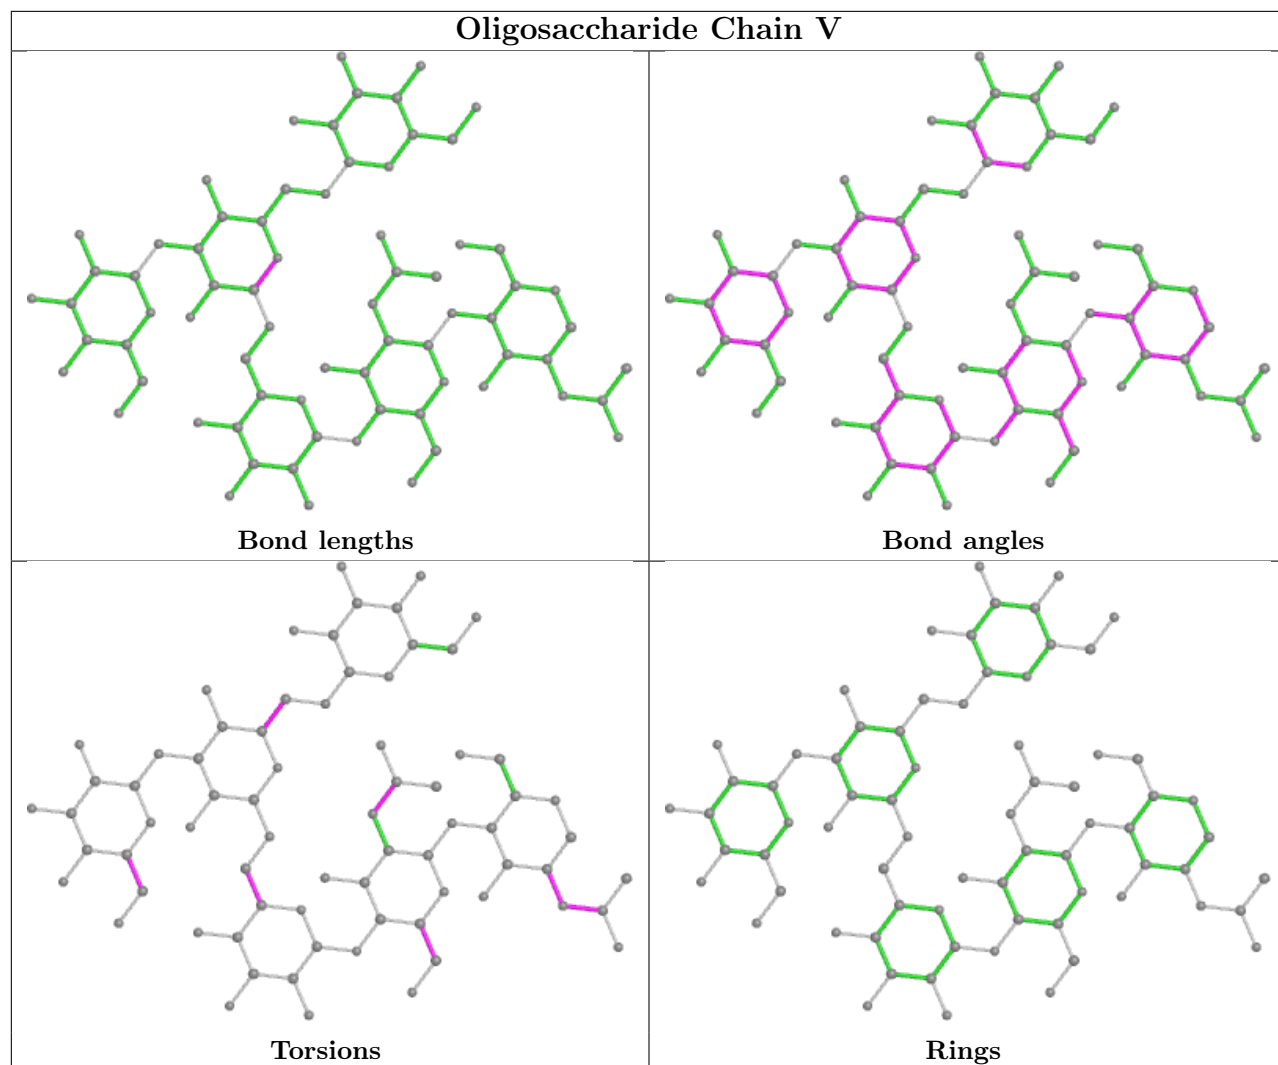 Oligosaccharide Chain V
Bond lengths
Bond angles
Torsions
Rings